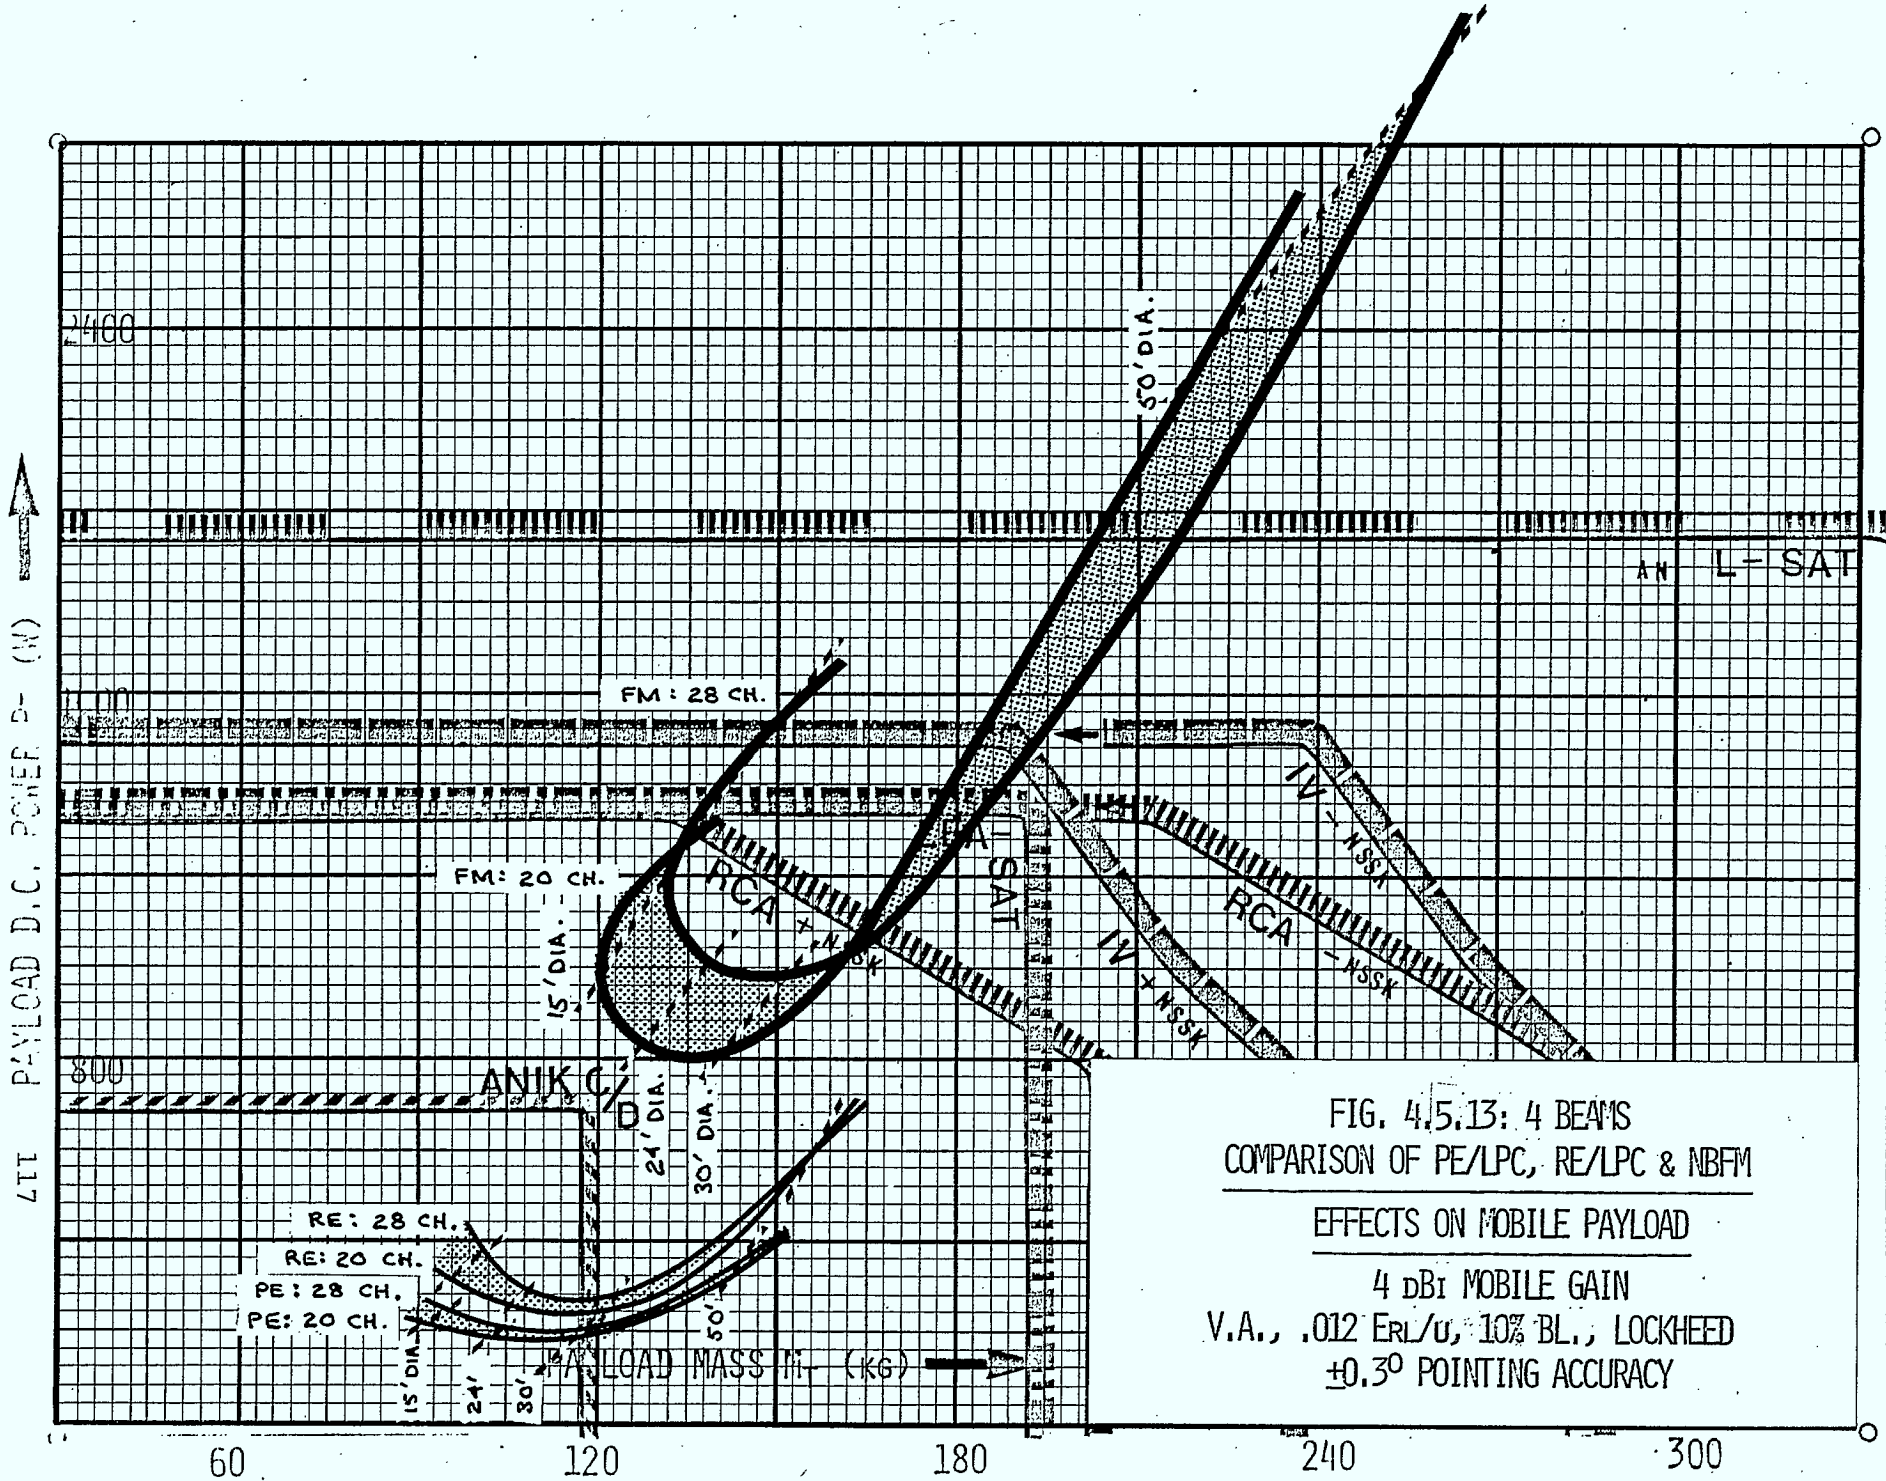 2400
50' DIA.
AN L-SAT
PAYLOAD D.C. POWER P- (W)
FM: 28 CH.
IV - NSSK
RCA - NSSK
IV + NSSK
RCA + NSSK
SAT
FM: 20 CH.
15' DIA.
24' DIA.
30' DIA.
800
ANIK C/
D
117
RE: 28 CH.
RE: 20 CH.
PE: 28 CH.
PE: 20 CH.
15' DIA.
24'
30'
50'
PAYLOAD MASS M- (KG)
FIG. 4.5.13: 4 BEAMS
COMPARISON OF PE/LPC, RE/LPC & NBFM
EFFECTS ON MOBILE PAYLOAD
4 DBI MOBILE GAIN
V.A., .012 ERL/U, 10% BL., LOCKHEED
±0.3º POINTING ACCURACY
60 120 180 240 300